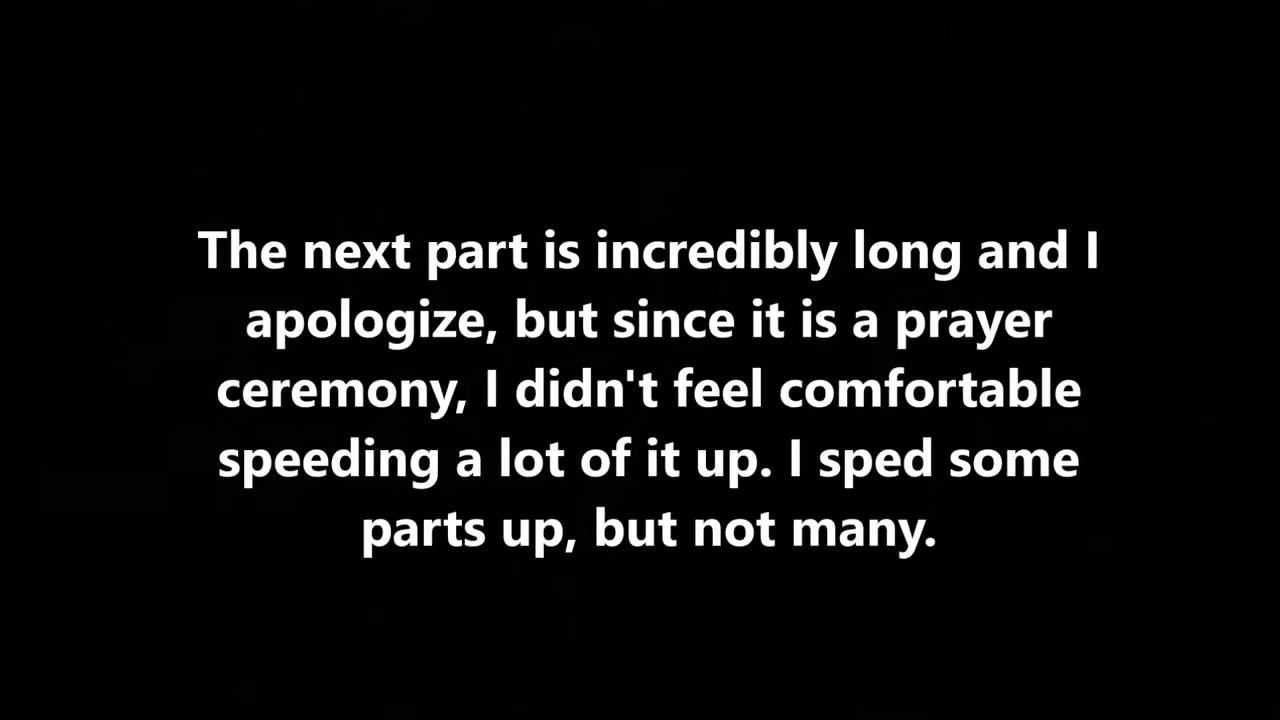 The next part is incredibly long and I
apologize, but since it is a prayer
ceremony, I didn't feel comfortable
speeding a lot of it up. I sped some
parts up, but not many.